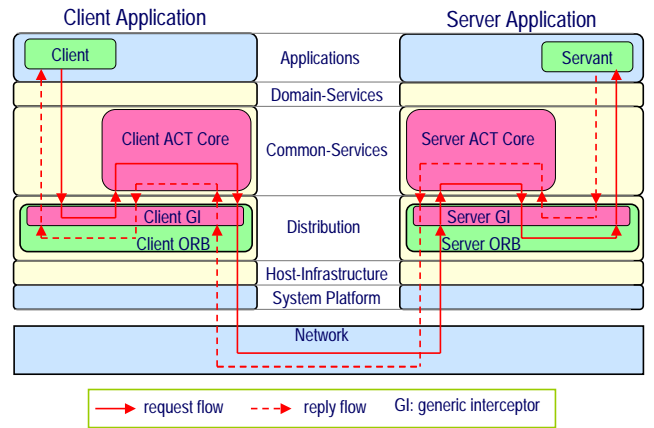 Client Application
Server Application
Client
Applications
Servant
Domain-Services
Client ACT Core
Common-Services
Server ACT Core
Client GI
Distribution
Server GI
Client ORB
Server ORB
Host-Infrastructure
System Platform
Network
request flow
reply flow
GI: generic interceptor